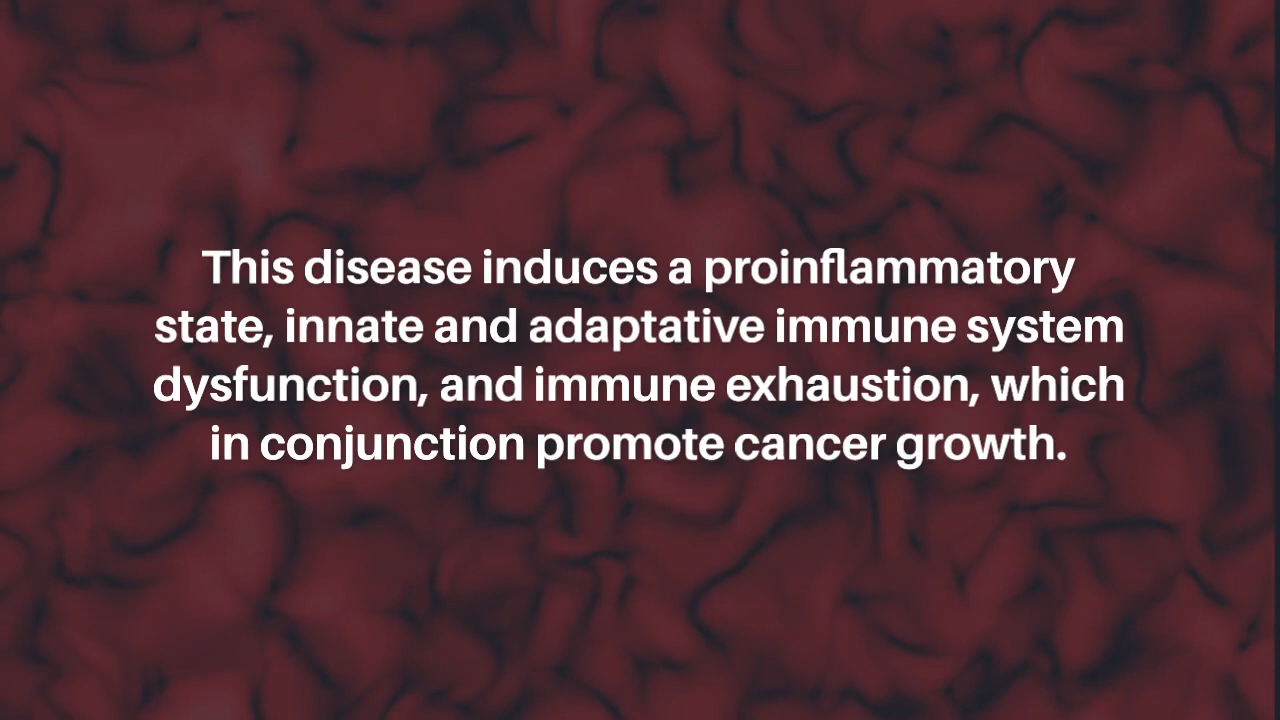 This disease induces a proinflammatory
state, innate and adaptative immune system
dysfunction, and immune exhaustion, which
in conjunction promote cancer growth.